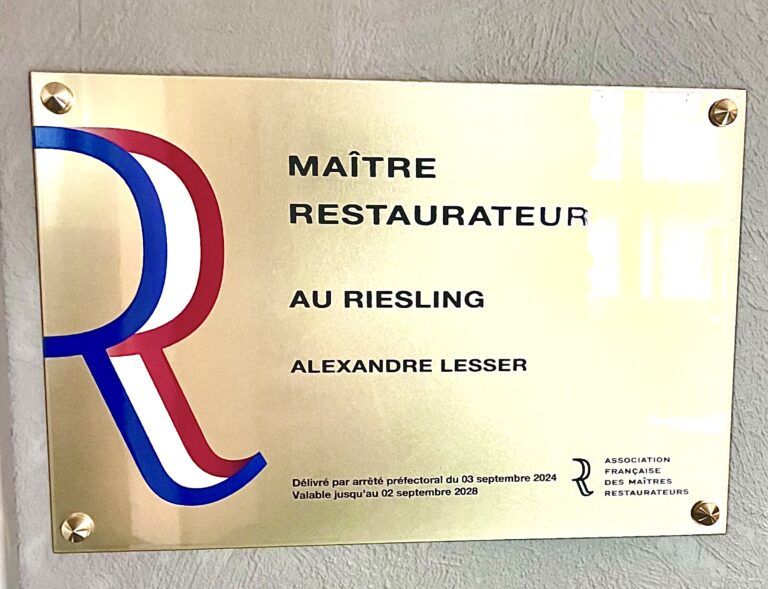 MAÎTRE
RESTAURATEUR
AU RIESLING
ALEXANDRE LESSER
Délivré par arrêté préfectoral du 03 septembre 2024
Valable jusqu'au 02 septembre 2028
ASSOCIATION
FRANÇAISE
DES MAÎTRES
RESTAURATEURS